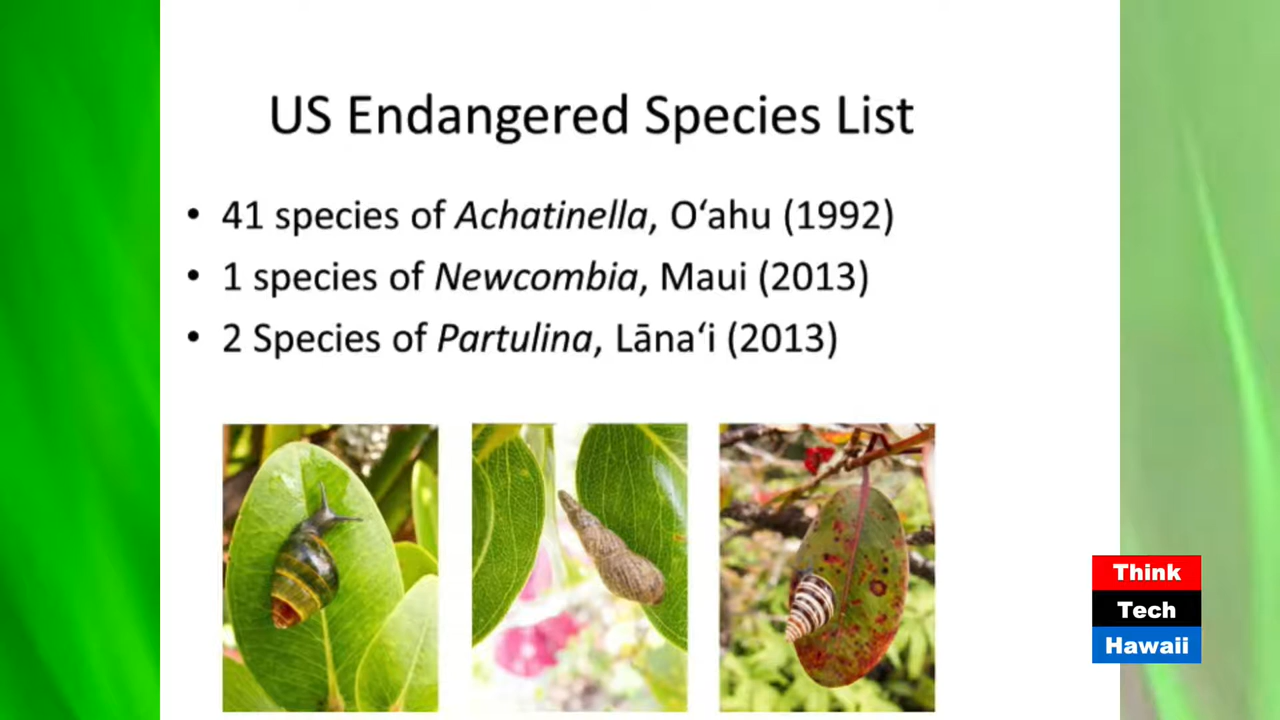 US Endangered Species List
• 41 species of Achatinella, Oʻahu (1992)
• 1 species of Newcombia, Maui (2013)
• 2 Species of Partulina, Lānaʻi (2013)
Think
Tech
Hawaii